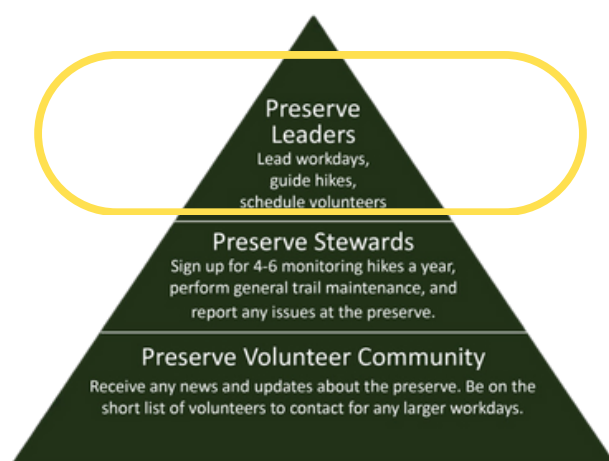 Preserve
Leaders
Lead workdays,
guide hikes,
schedule volunteers
Preserve Stewards
Sign up for 4-6 monitoring hikes a year,
perform general trail maintenance, and
report any issues at the preserve.
Preserve Volunteer Community
Receive any news and updates about the preserve. Be on the
short list of volunteers to contact for any larger workdays.